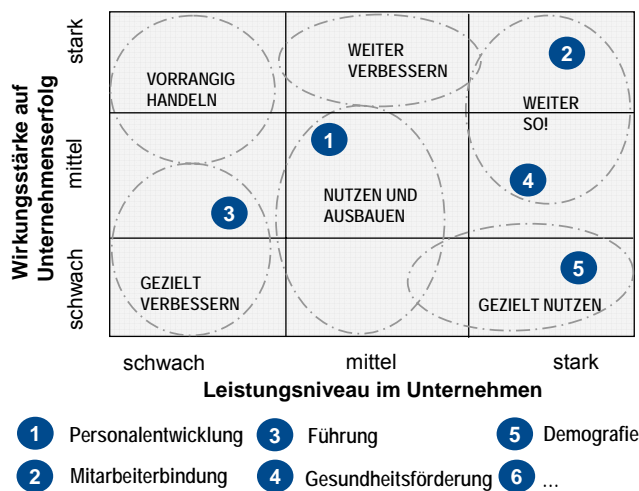 Wirkungsstärke auf
Unternehmenserfolg
stark
mittel
schwach
VORRANGIG
HANDELN
WEITER
VERBESSERN
2
WEITER
SO!
1
4
3
NUTZEN UND
AUSBAUEN
GEZIELT
VERBESSERN
5
GEZIELT NUTZEN
schwach
mittel
stark
Leistungsniveau im Unternehmen
1 Personalentwicklung
3 Führung
5 Demografie
2 Mitarbeiterbindung
4 Gesundheitsförderung
6 ...